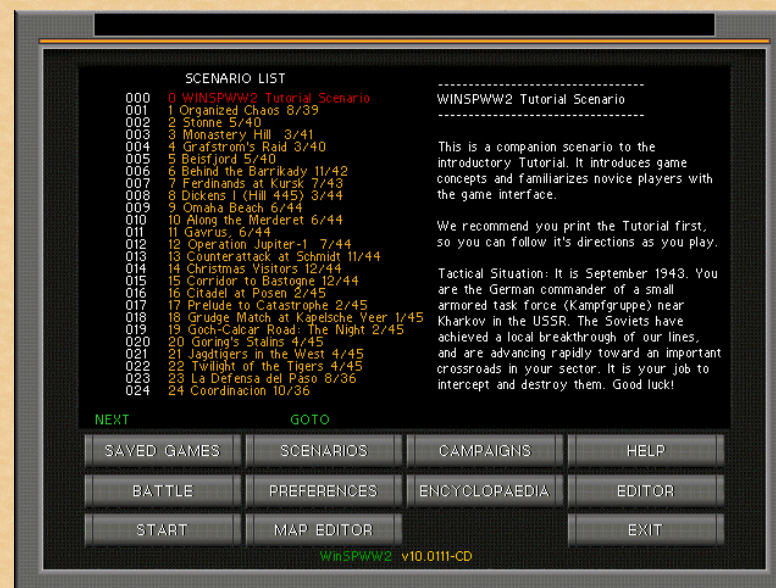 SCENARIO LIST
000 0 WINSPWW2 Tutorial Scenario
001 1 Organized Chaos 8/39
002 2 Stonne 5/40
003 3 Monastery Hill 3/41
004 4 Grafstrom's Raid 3/40
005 5 Beisfjord 5/40
006 6 Behind the Barrikady 11/42
007 7 Ferdinands at Kursk 7/43
008 8 Dickens I (Hill 445) 3/44
009 9 Omaha Beach 6/44
010 10 Along the Merderet 6/44
011 11 Gavrus, 6/44
012 12 Operation Jupiter-1 7/44
013 13 Counterattack at Schmidt 11/44
014 14 Christmas Visitors 12/44
015 15 Corridor to Bastogne 12/44
016 16 Citadel at Posen 2/45
017 17 Prelude to Catastrophe 2/45
018 18 Grudge Match at Kapelsche Veer 1/45
019 19 Goch-Calcar Road: The Night 2/45
020 20 Goring's Stalins 4/45
021 21 Jagdtigers in the West 4/45
022 22 Twilight of the Tigers 4/45
023 23 La Defensa del Paso 8/36
024 24 Coordinacion 10/36
NEXT GOTO
---------------------------------
WINSPWW2 Tutorial Scenario
---------------------------------
This is a companion scenario to the
introductory Tutorial. It introduces game
concepts and familiarizes novice players with
the game interface.
We recommend you print the Tutorial first,
so you can follow it's directions as you play.
Tactical Situation: It is September 1943. You
are the German commander of a small
armored task force (Kampfgruppe) near
Kharkov in the USSR. The Soviets have
achieved a local breakthrough of our lines,
and are advancing rapidly toward an important
crossroads in your sector. It is your job to
intercept and destroy them. Good luck!
SAVED GAMES SCENARIOS CAMPAIGNS HELP
BATTLE PREFERENCES ENCYCLOPAEDIA EDITOR
START MAP EDITOR EXIT
WinSPWW2 v10.0111-CD